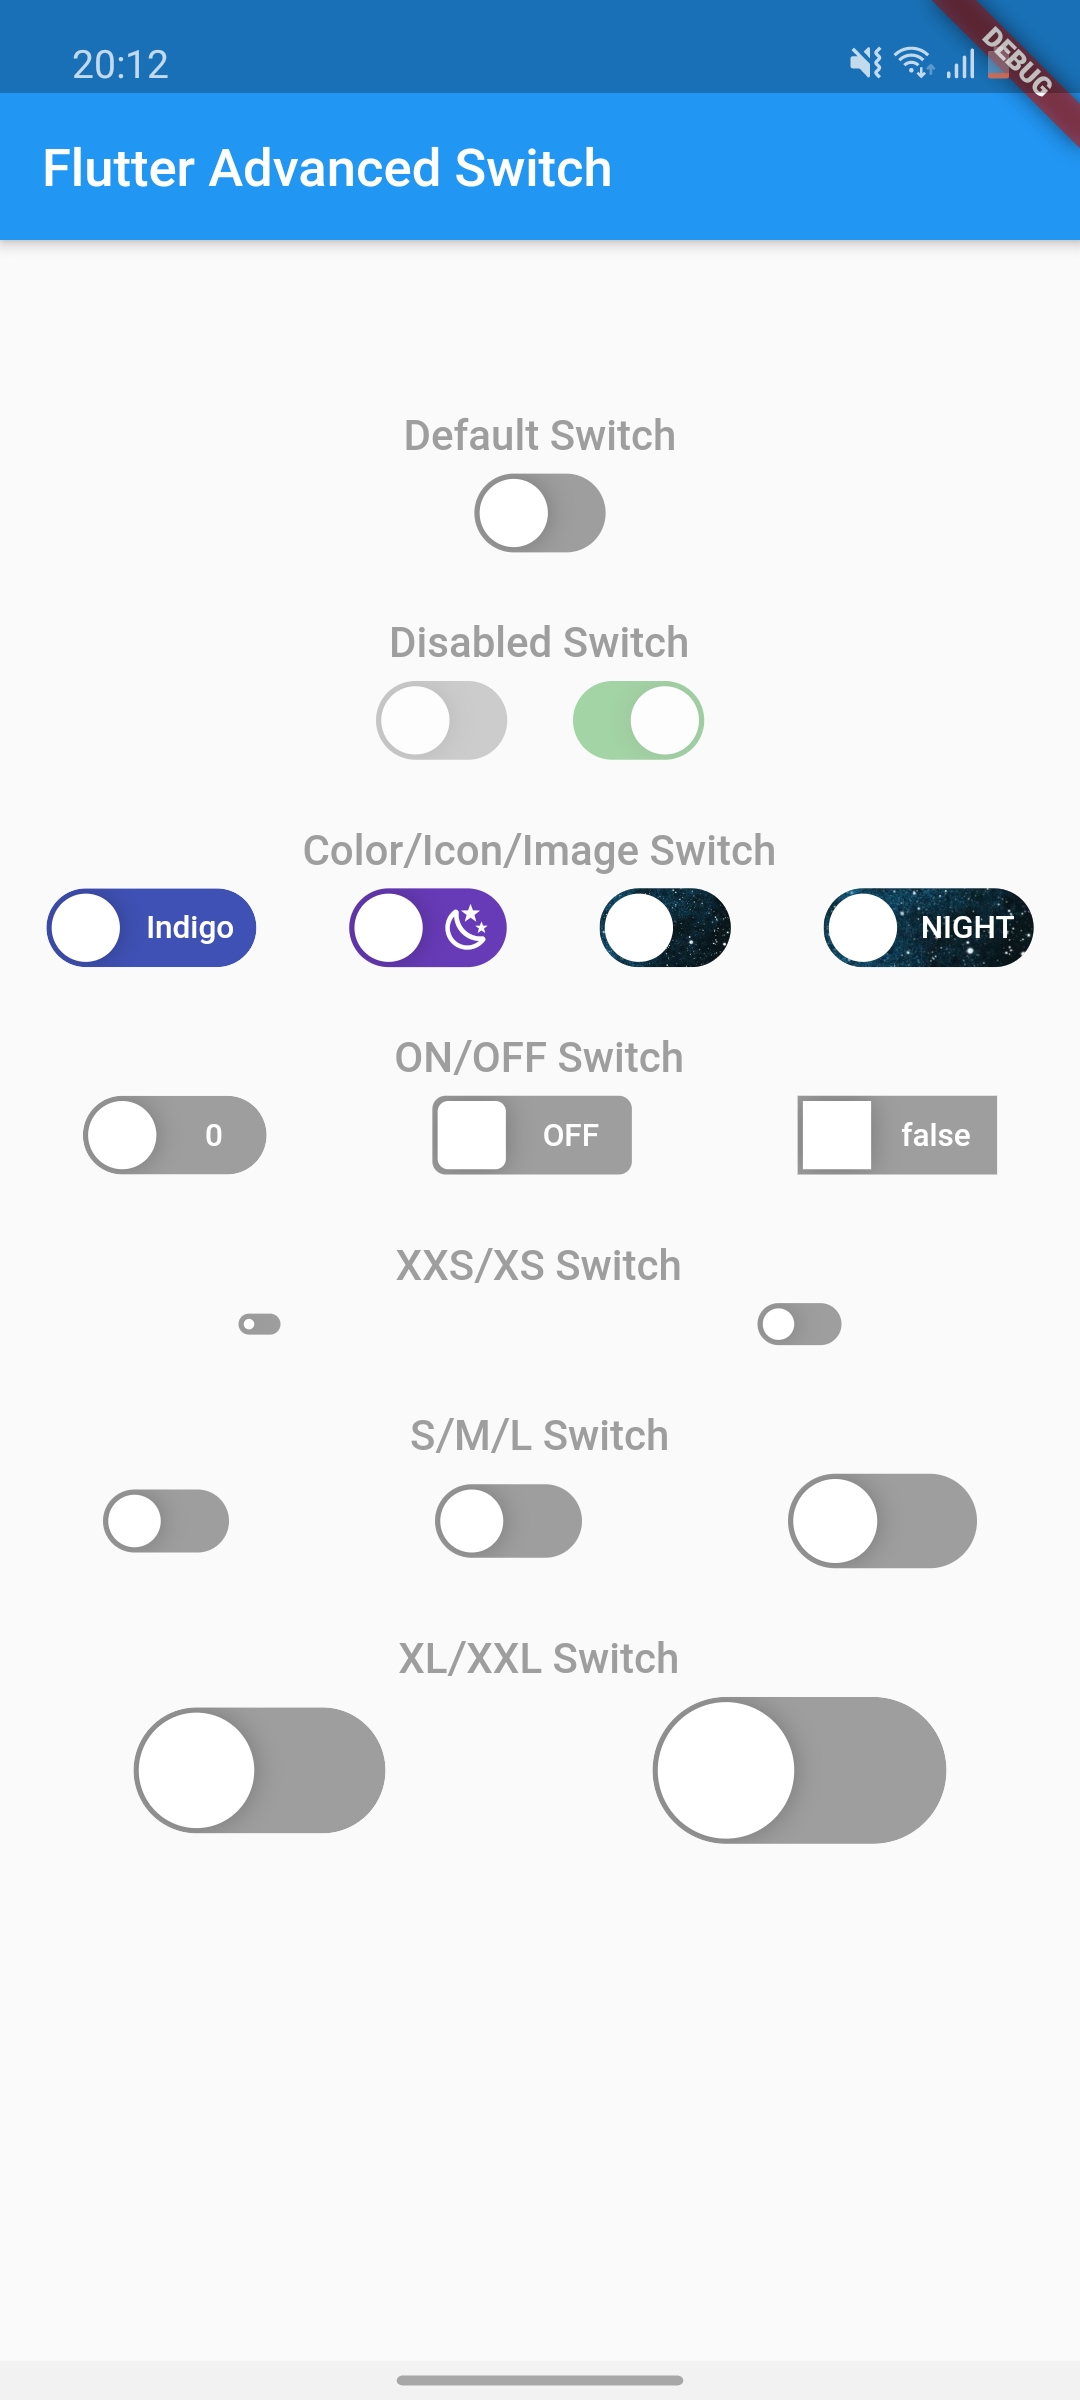 20:12
DEBUG
Flutter Advanced Switch
Default Switch
Disabled Switch
Color/Icon/Image Switch
Indigo
NIGHT
ON/OFF Switch
0
OFF
false
XXS/XS Switch
S/M/L Switch
XL/XXL Switch